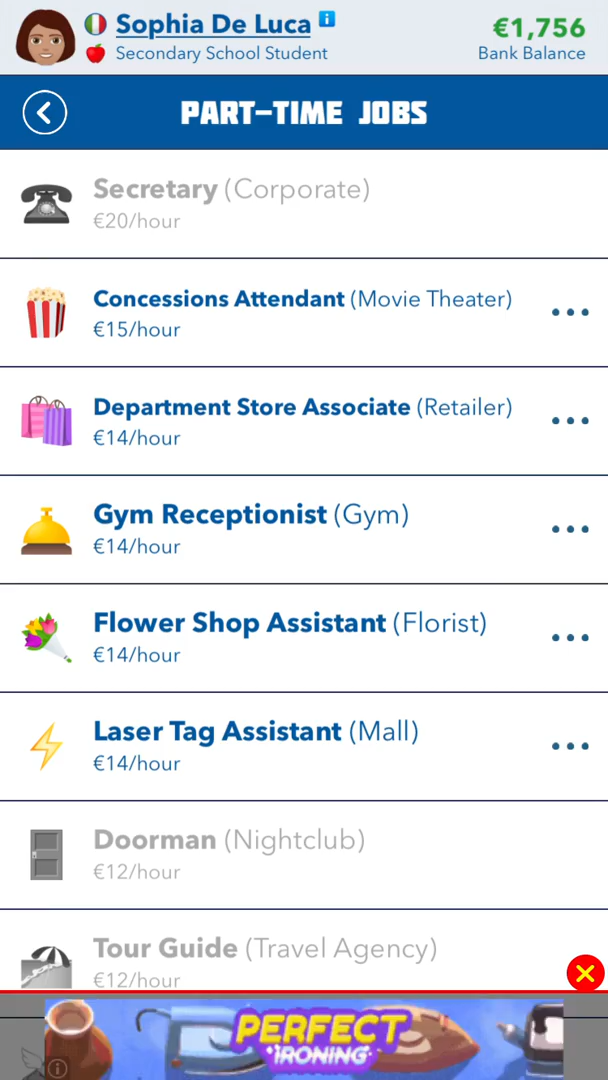 Sophia De Luca i
Secondary School Student
€1,756
Bank Balance
PART-TIME JOBS
Secretary (Corporate)
€20/hour
Concessions Attendant (Movie Theater)
€15/hour
Department Store Associate (Retailer)
€14/hour
Gym Receptionist (Gym)
€14/hour
Flower Shop Assistant (Florist)
€14/hour
Laser Tag Assistant (Mall)
€14/hour
Doorman (Nightclub)
€12/hour
Tour Guide (Travel Agency)
€12/hour
PERFECT
IRONING